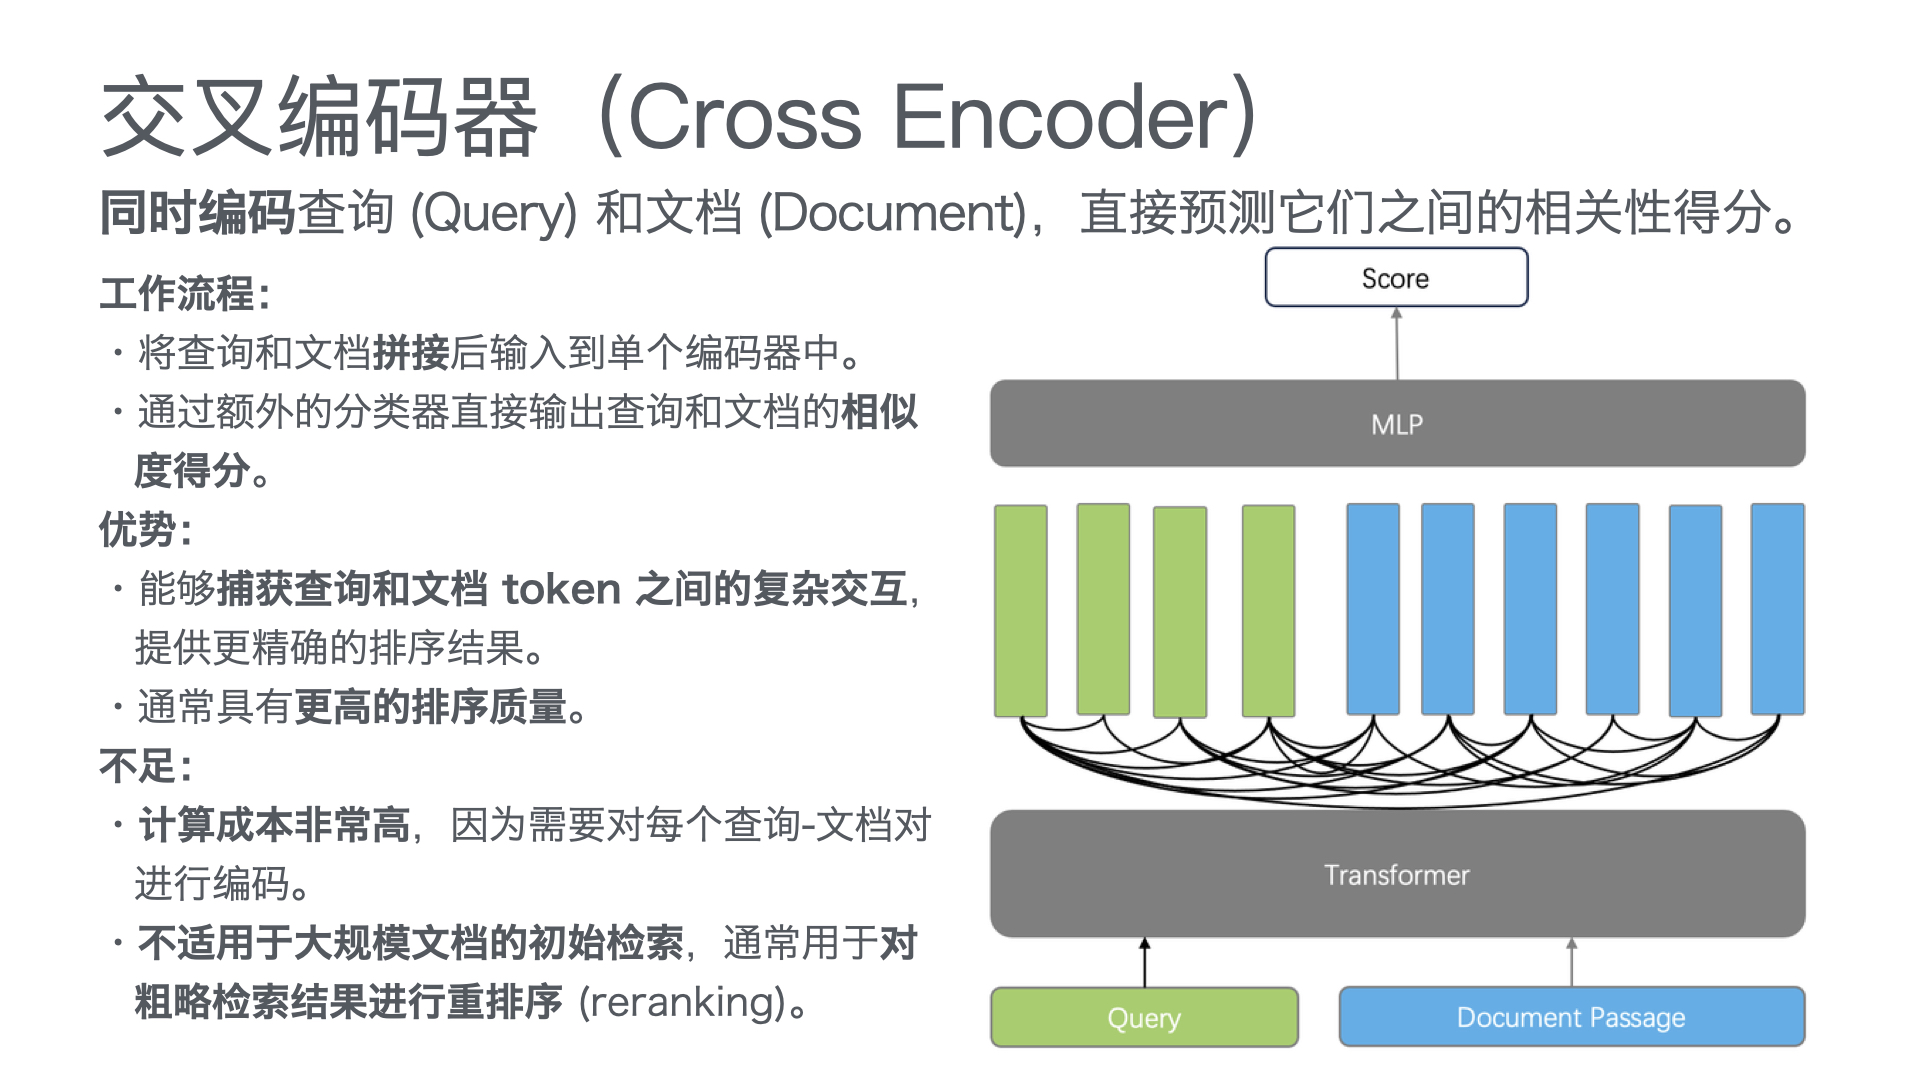 交叉编码器（Cross Encoder）
同时编码查询 (Query) 和文档 (Document)，直接预测它们之间的相关性得分。
工作流程：
· 将查询和文档拼接后输入到单个编码器中。
· 通过额外的分类器直接输出查询和文档的相似
度得分。
优势：
· 能够捕获查询和文档 token 之间的复杂交互，
提供更精确的排序结果。
· 通常具有更高的排序质量。
不足：
· 计算成本非常高，因为需要对每个查询-文档对
进行编码。
· 不适用于大规模文档的初始检索，通常用于对
粗略检索结果进行重排序 (reranking)。
Score
MLP
Transformer
Query
Document Passage